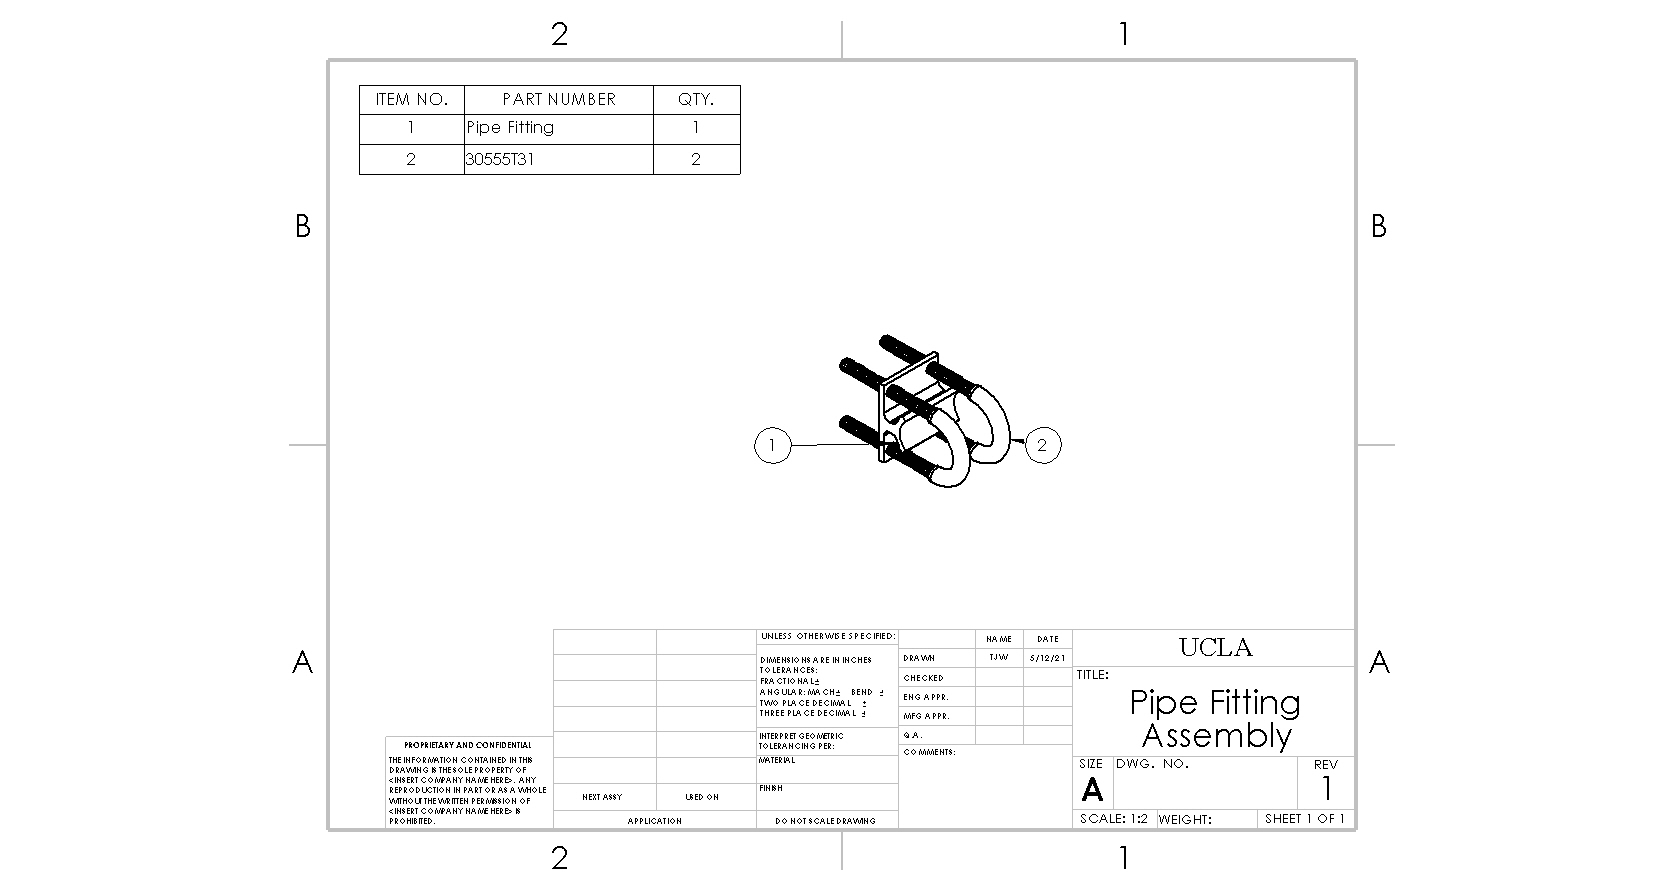 2 1
ITEM NO. PART NUMBER QTY.
1 Pipe Fitting 1
2 30555T31 2
B B
1 2
A A
UNLESS OTHERWISE SPECIFIED:
DIMENSIONS ARE IN INCHES
TOLERANCES:
FRACTIONAL±
ANGULAR: MACH± BEND ±
TWO PLACE DECIMAL ±
THREE PLACE DECIMAL ±
INTERPRET GEOMETRIC
TOLERANCING PER:
MATERIAL
FINISH
DO NOT SCALE DRAWING
NAME DATE
DRAWN TJW 5/12/21
CHECKED
ENG APPR.
MFG APPR.
Q.A.
COMMENTS:
UCLA
TITLE:
Pipe Fitting
Assembly
SIZE DWG. NO. REV
A 1
SCALE: 1:2 WEIGHT: SHEET 1 OF 1
PROPRIETARY AND CONFIDENTIAL
THE INFORMATION CONTAINED IN THIS
DRAWING IS THE SOLE PROPERTY OF
<INSERT COMPANY NAME HERE>. ANY
REPRODUCTION IN PART OR AS A WHOLE
WITHOUT THE WRITTEN PERMISSION OF
<INSERT COMPANY NAME HERE> IS
PROHIBITED.
NEXT ASSY USED ON
APPLICATION
2 1